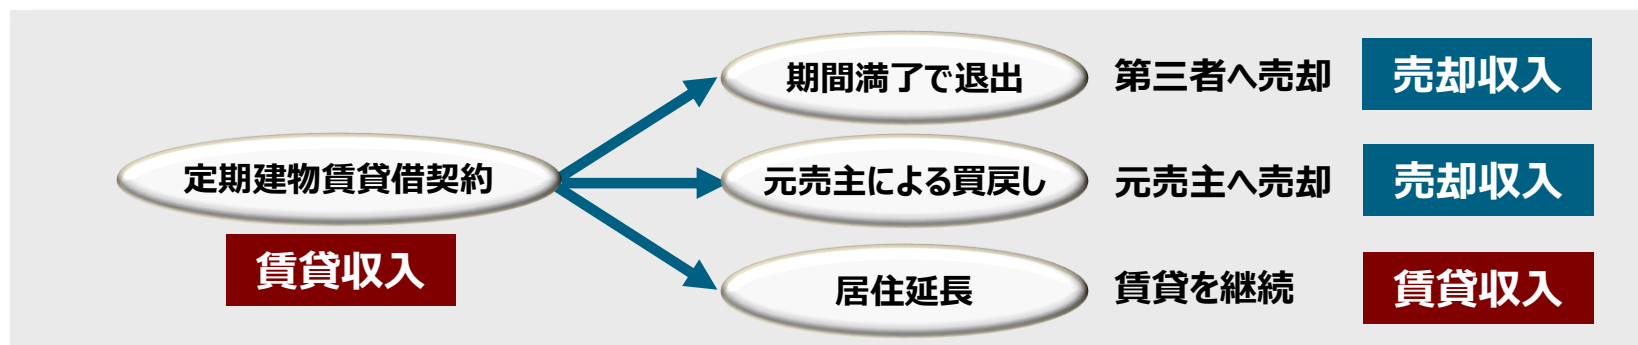 定期建物賃貸借契約
賃貸収入
期間満了で退出
第三者へ売却
売却収入
元売主による買戻し
元売主へ売却
売却収入
居住延長
賃貸を継続
賃貸収入